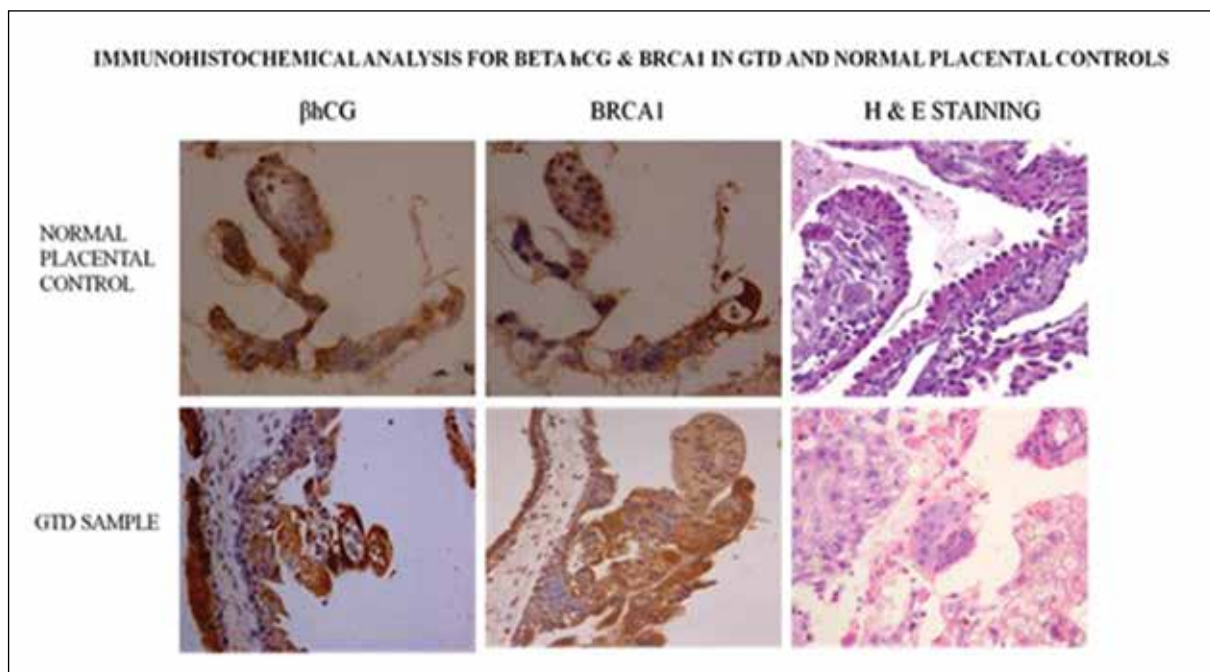 IMMUNOHISTOCHEMICAL ANALYSIS FOR BETA hCG & BRCA1 IN GTD AND NORMAL PLACENTAL CONTROLS
βhCG BRCA1 H & E STAINING
NORMAL
PLACENTAL
CONTROL
GTD SAMPLE